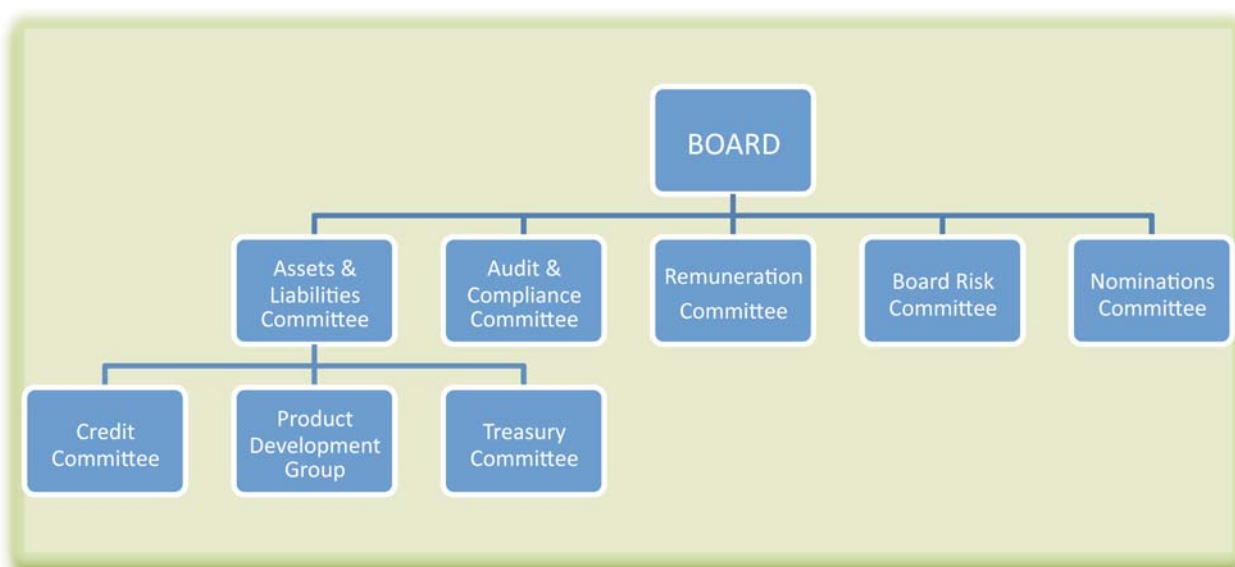 BOARD
Assets &
Liabilities
Committee
Audit &
Compliance
Committee
Remuneration
Committee
Board Risk
Committee
Nominations
Committee
Credit
Committee
Product
Development
Group
Treasury
Committee